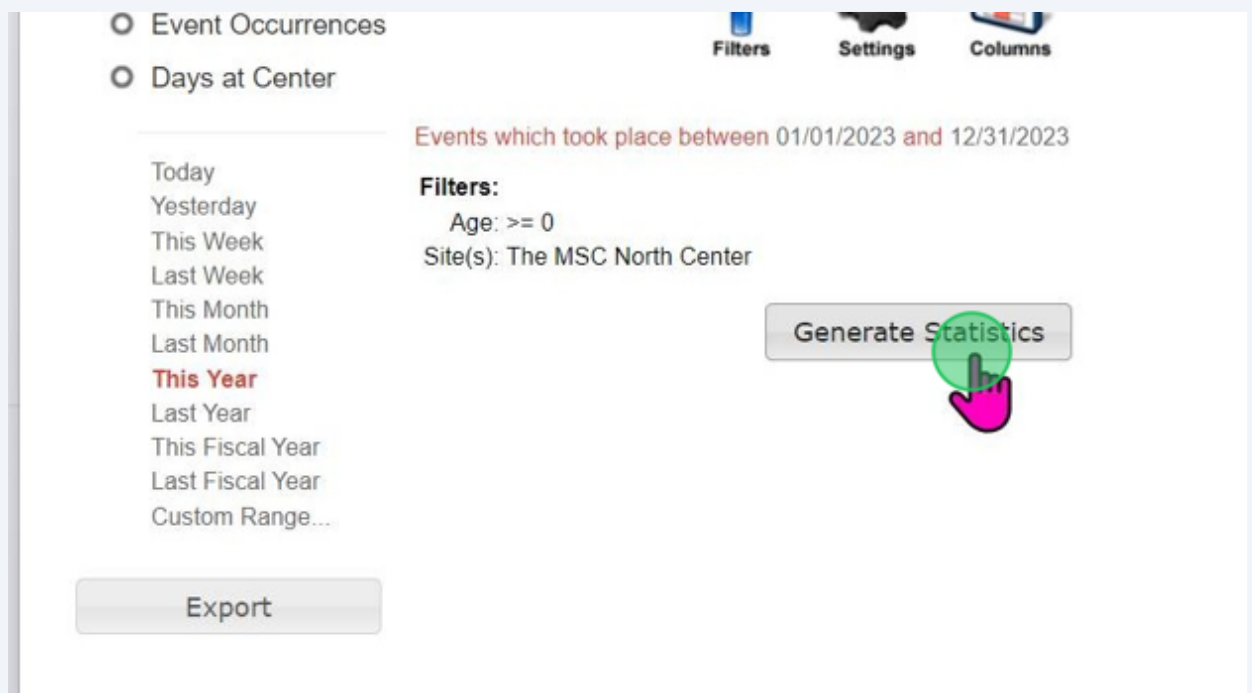 Event Occurrences
Days at Center
Filters
Settings
Columns
Events which took place between 01/01/2023 and 12/31/2023
Filters:
Age: >= 0
Site(s): The MSC North Center
Generate Statistics
Today
Yesterday
This Week
Last Week
This Month
Last Month
This Year
Last Year
This Fiscal Year
Last Fiscal Year
Custom Range...
Export